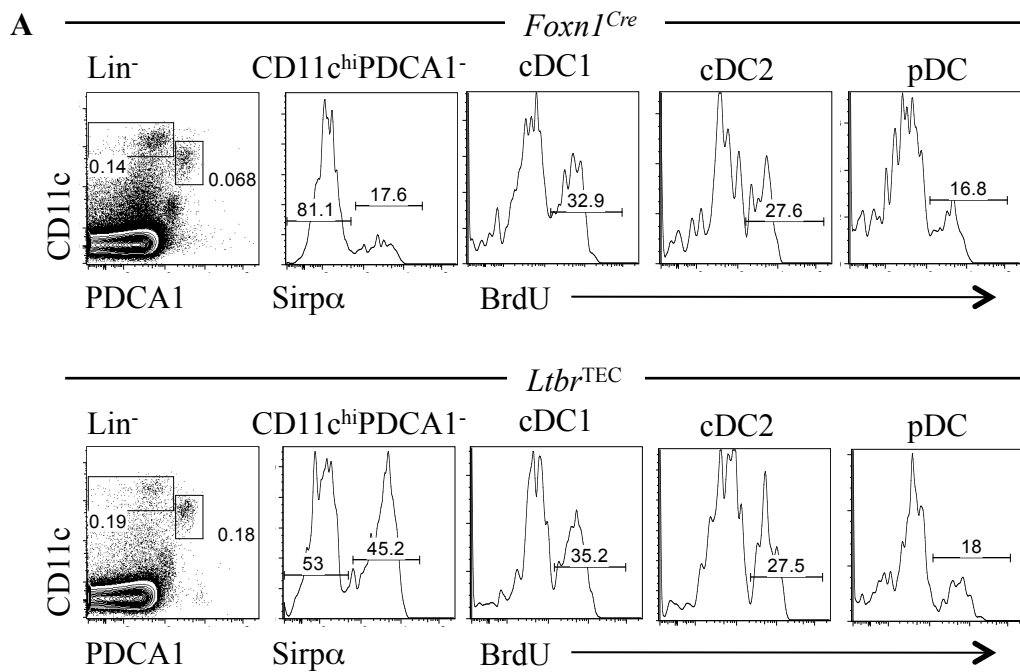 A
Foxn1Cre
Lin- CD11chiPDCA1- cDC1 cDC2 pDC
0.14 0.068 81.1 17.6 32.9 27.6 16.8
CD11c
PDCA1 Sirpα BrdU
LtbrTEC
Lin- CD11chiPDCA1- cDC1 cDC2 pDC
0.19 0.18 53 45.2 35.2 27.5 18
CD11c
PDCA1 Sirpα BrdU